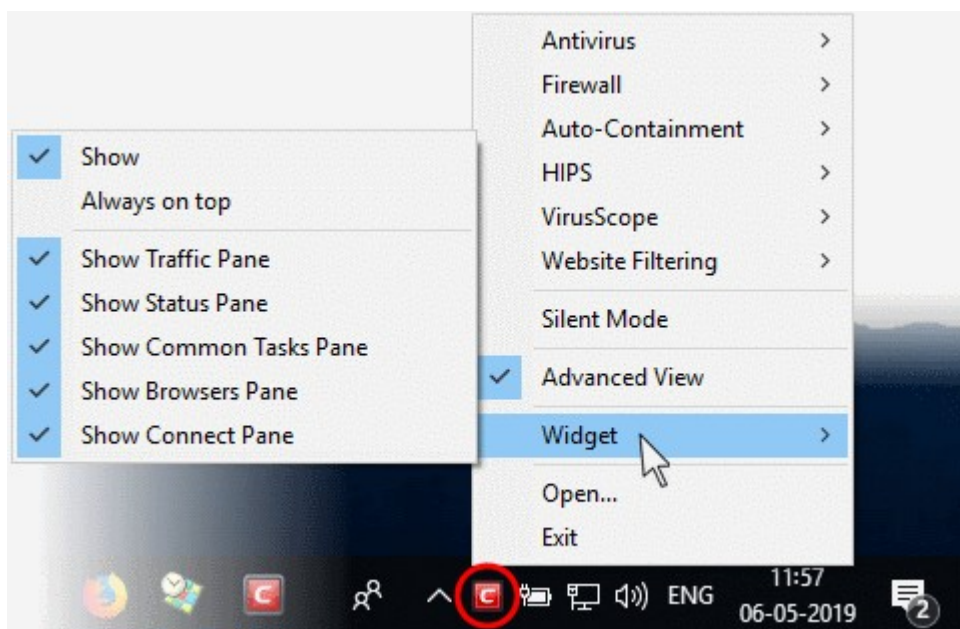 Antivirus
Firewall
Auto-Containment
HIPS
VirusScope
Website Filtering
Silent Mode
Advanced View
Widget
Open...
Exit
Show
Always on top
Show Traffic Pane
Show Status Pane
Show Common Tasks Pane
Show Browsers Pane
Show Connect Pane
C
C
ENG
11:57
06-05-2019
2